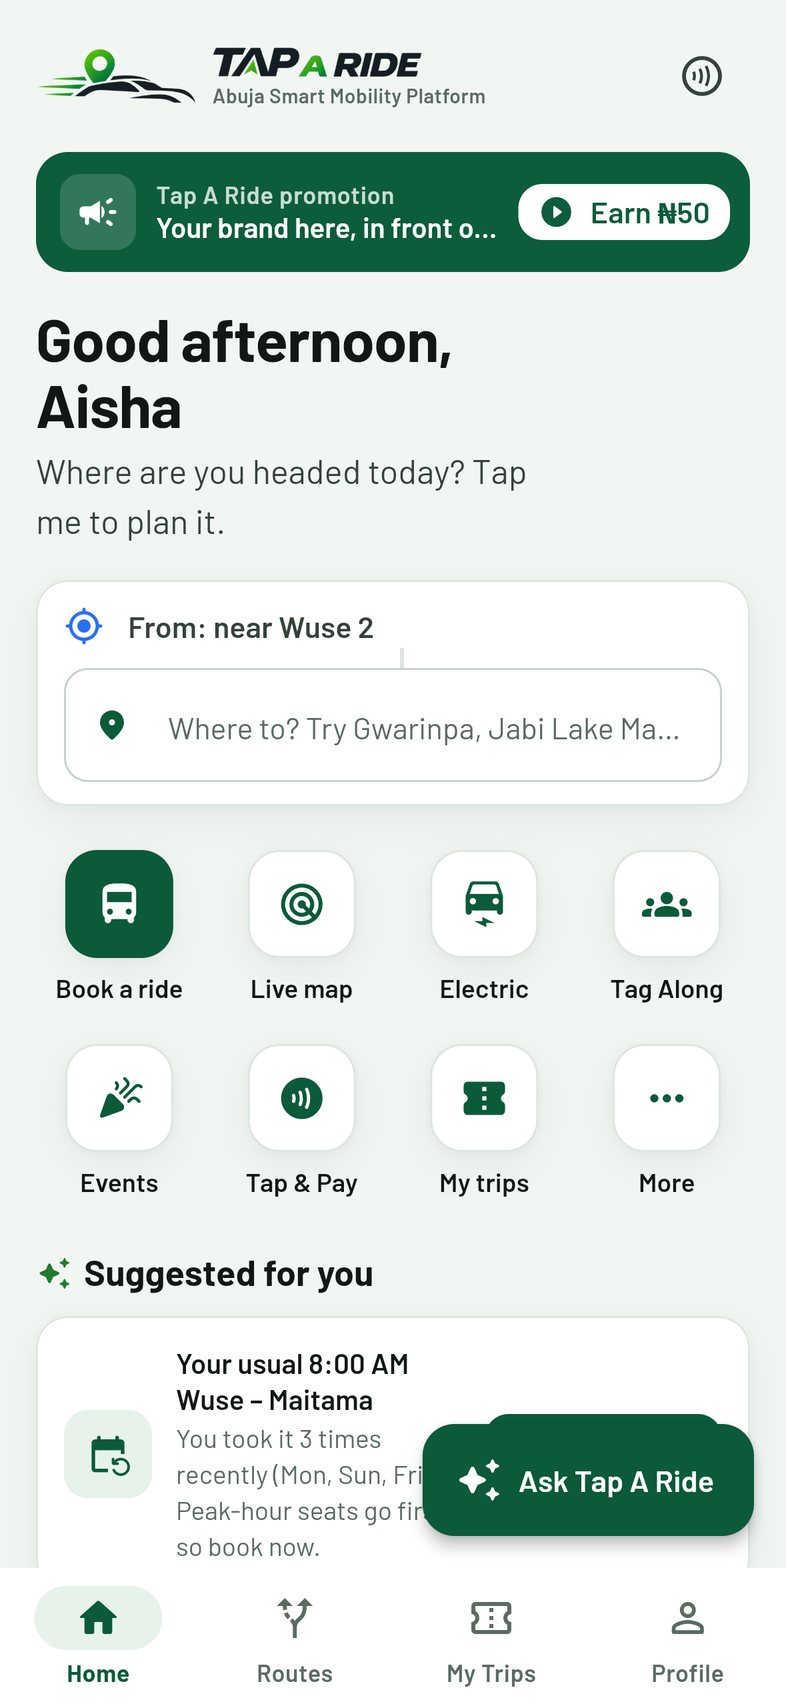 TAP A RIDE
Abuja Smart Mobility Platform
Tap A Ride promotion
Your brand here, in front o...
Earn ₦50
Good afternoon,
Aisha
Where are you headed today? Tap
me to plan it.
From: near Wuse 2
Where to? Try Gwarinpa, Jabi Lake Ma...
Book a ride
Live map
Electric
Tag Along
Events
Tap & Pay
My trips
More
Suggested for you
Your usual 8:00 AM
Wuse – Maitama
You took it 3 times
recently (Mon, Sun, Fri
Peak-hour seats go
so book now.
Ask Tap A Ride
Home
Routes
My Trips
Profile